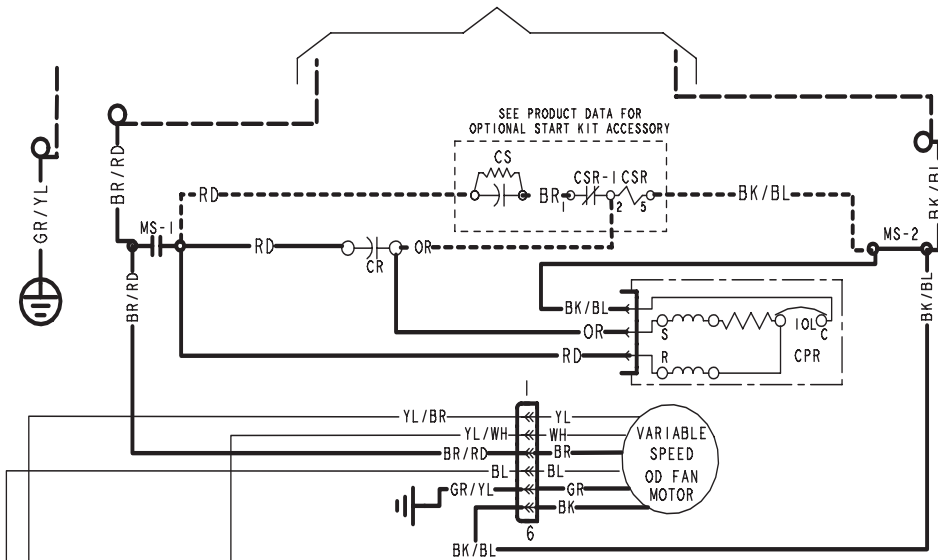 SEE PRODUCT DATA FOR
OPTIONAL START KIT ACCESSORY
CS
CSR-1 CSR
BR/RD
BK/BL
RD
BR
1
2
5
BK/BL
GR/YL
MS-1
MS-2
RD
CR
OR
BR/RD
BK/BL
BK/BL
S
IOL
C
OR
R
CPR
RD
1
YL/BR
YL
YL/WH
WH
VARIABLE
SPEED
OD FAN
MOTOR
BR/RD
BR
BL
BL
GR/YL
GR
BK
6
BK/BL